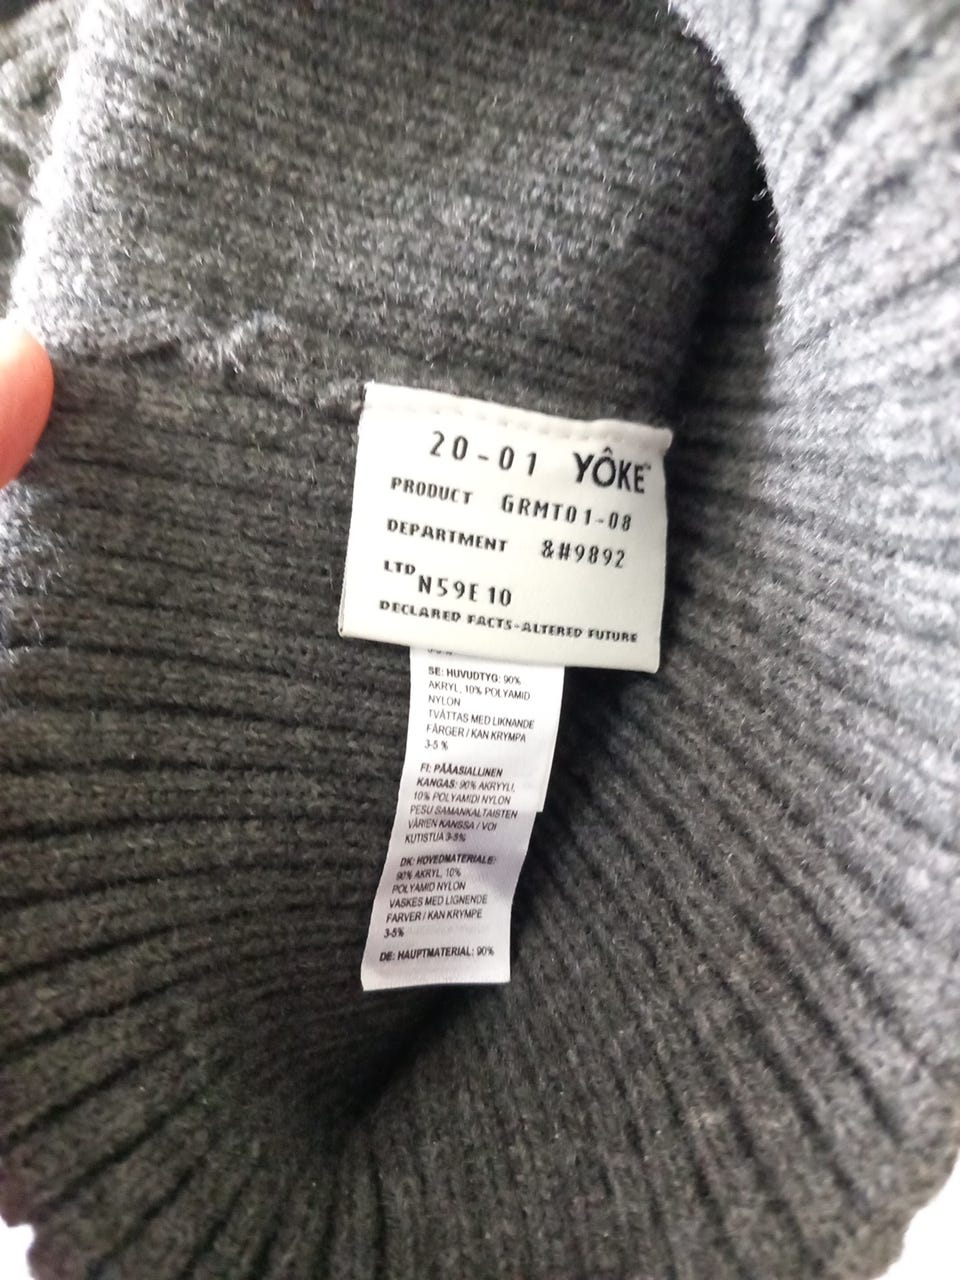 20-01 YÔKE™
PRODUCT GRMT01-08
DEPARTMENT &#9892
LTD N59E10
DECLARED FACTS-ALTERED FUTURE
SE: HUVUDTYG: 90%
AKRYL, 10% POLYAMID
NYLON
TVÄTTAS MED LIKNANDE
FÄRGER / KAN KRYMPA
3-5 %
FI: PÄÄASIALLINEN
KANGAS: 90% AKRYYLI,
10% POLYAMIDI NYLON
PESU SAMANKALTAISTEN
VÄRIEN KANSSA / VOI
KUTISTUA 3-5%
DK: HOVEDMATERIALE:
90% AKRYL, 10%
POLYAMID NYLON
VASKES MED LIGNENDE
FARVER / KAN KRYMPE
3-5%
DE: HAUPTMATERIAL: 90%